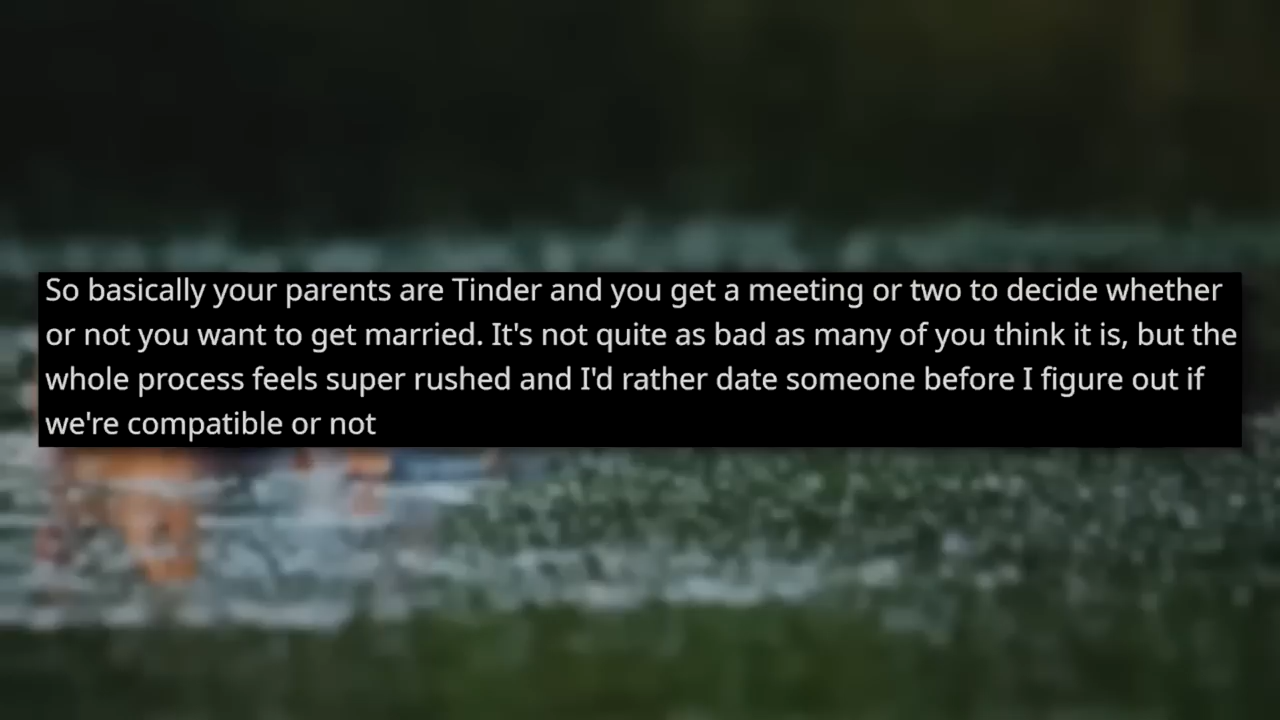 So basically your parents are Tinder and you get a meeting or two to decide whether
or not you want to get married. It's not quite as bad as many of you think it is, but the
whole process feels super rushed and I'd rather date someone before I figure out if
we're compatible or not